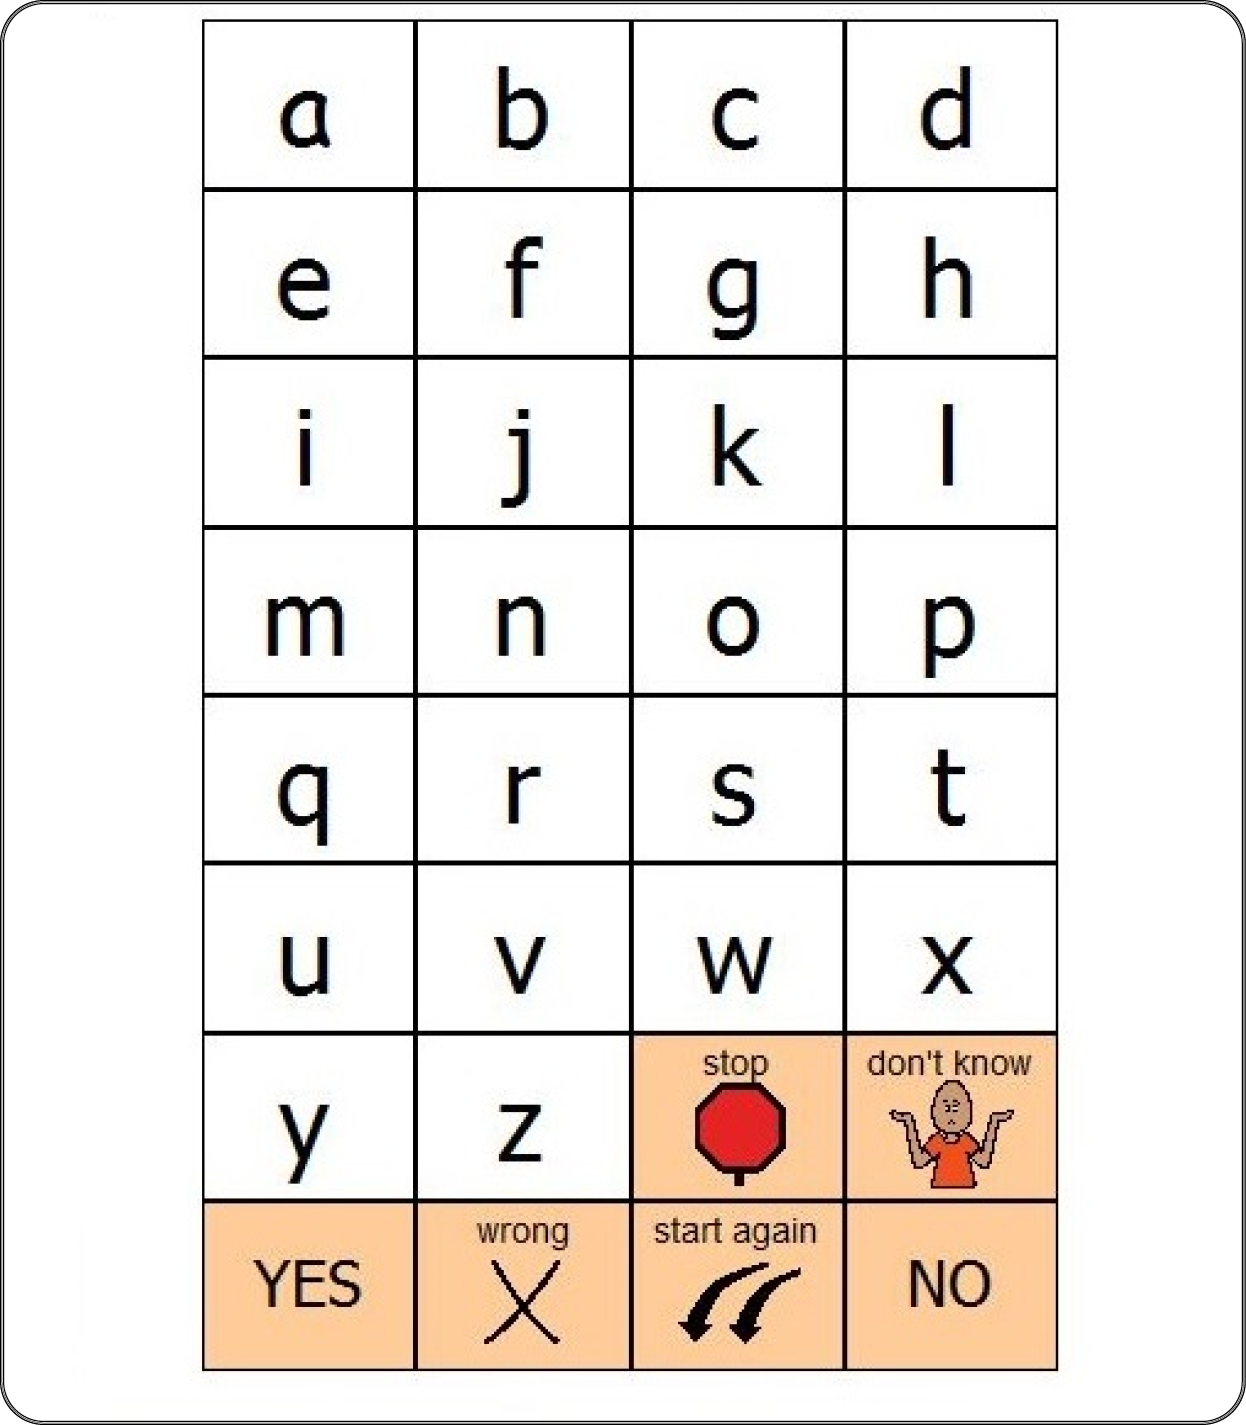 a b c d
e f g h
i j k l
m n o p
q r s t
u v w x
y z stop don't know
YES wrong start again NO